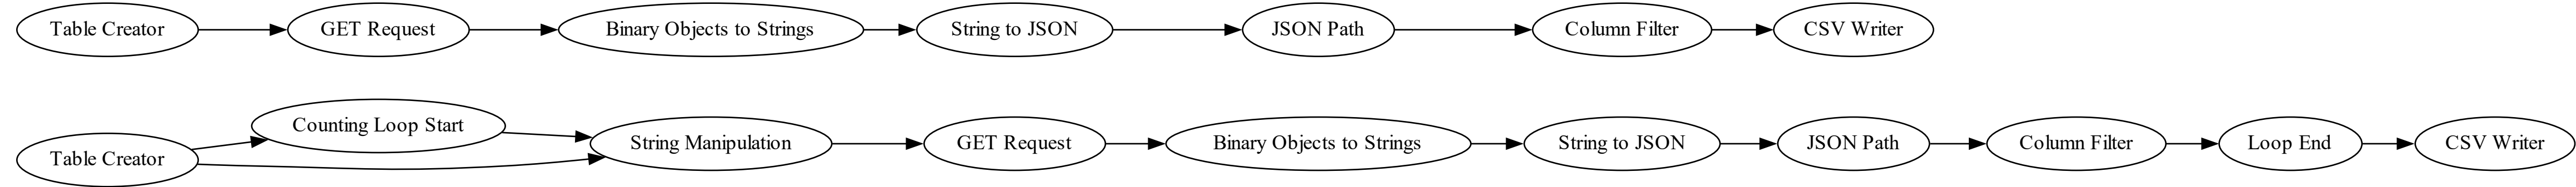 Table Creator
GET Request
Binary Objects to Strings
String to JSON
JSON Path
Column Filter
CSV Writer
Table Creator
Counting Loop Start
String Manipulation
GET Request
Binary Objects to Strings
String to JSON
JSON Path
Column Filter
Loop End
CSV Writer